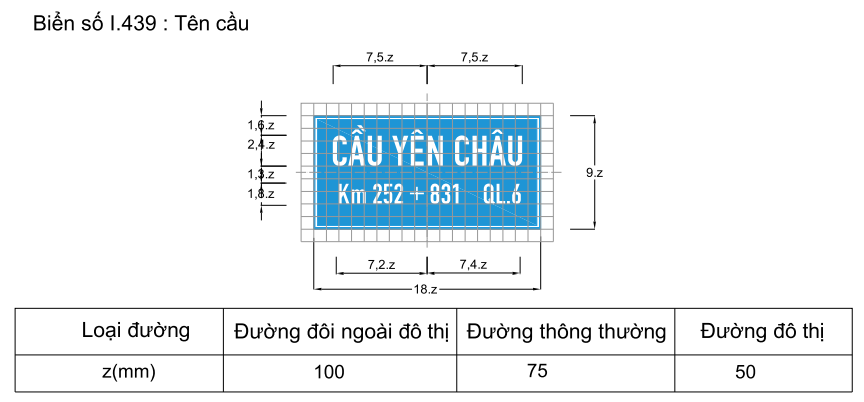 Biển số I.439 : Tên cầu
7,5.z 7,5.z
1,6.z
2,4.z
1,3.z
1,8.z
CẦU YÊN CHÂU
Km 252 + 831 QL.6
9.z
7,2.z 7,4.z
18.z
Loại đường Đường đôi ngoài đô thị Đường thông thường Đường đô thị
z(mm) 100 75 50